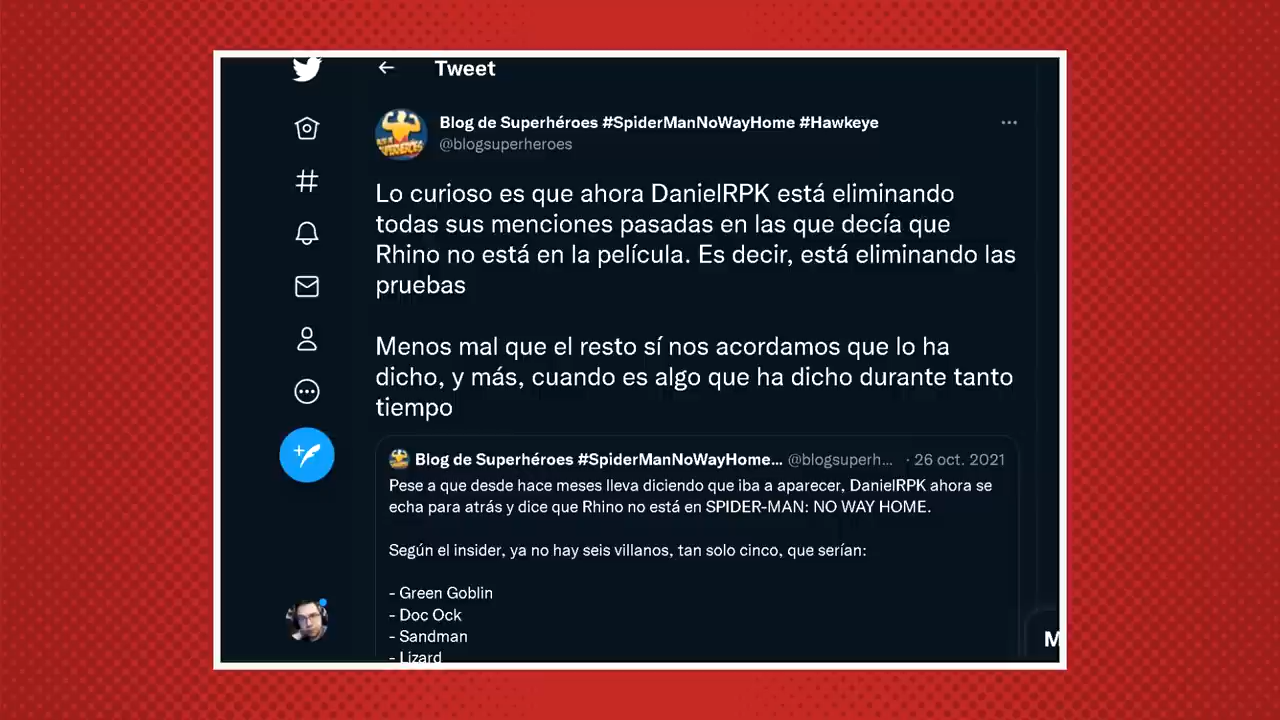 Tweet
Blog de Superhéroes #SpiderManNoWayHome #Hawkeye
@blogsuperheroes
Lo curioso es que ahora DanielRPK está eliminando
todas sus menciones pasadas en las que decía que
Rhino no está en la película. Es decir, está eliminando las
pruebas
Menos mal que el resto sí nos acordamos que lo ha
dicho, y más, cuando es algo que ha dicho durante tanto
tiempo
Blog de Superhéroes #SpiderManNoWayHome... @blogsuperh... · 26 oct. 2021
Pese a que desde hace meses lleva diciendo que iba a aparecer, DanielRPK ahora se
echa para atrás y dice que Rhino no está en SPIDER-MAN: NO WAY HOME.
Según el insider, ya no hay seis villanos, tan solo cinco, que serían:
- Green Goblin
- Doc Ock
- Sandman
- Lizard